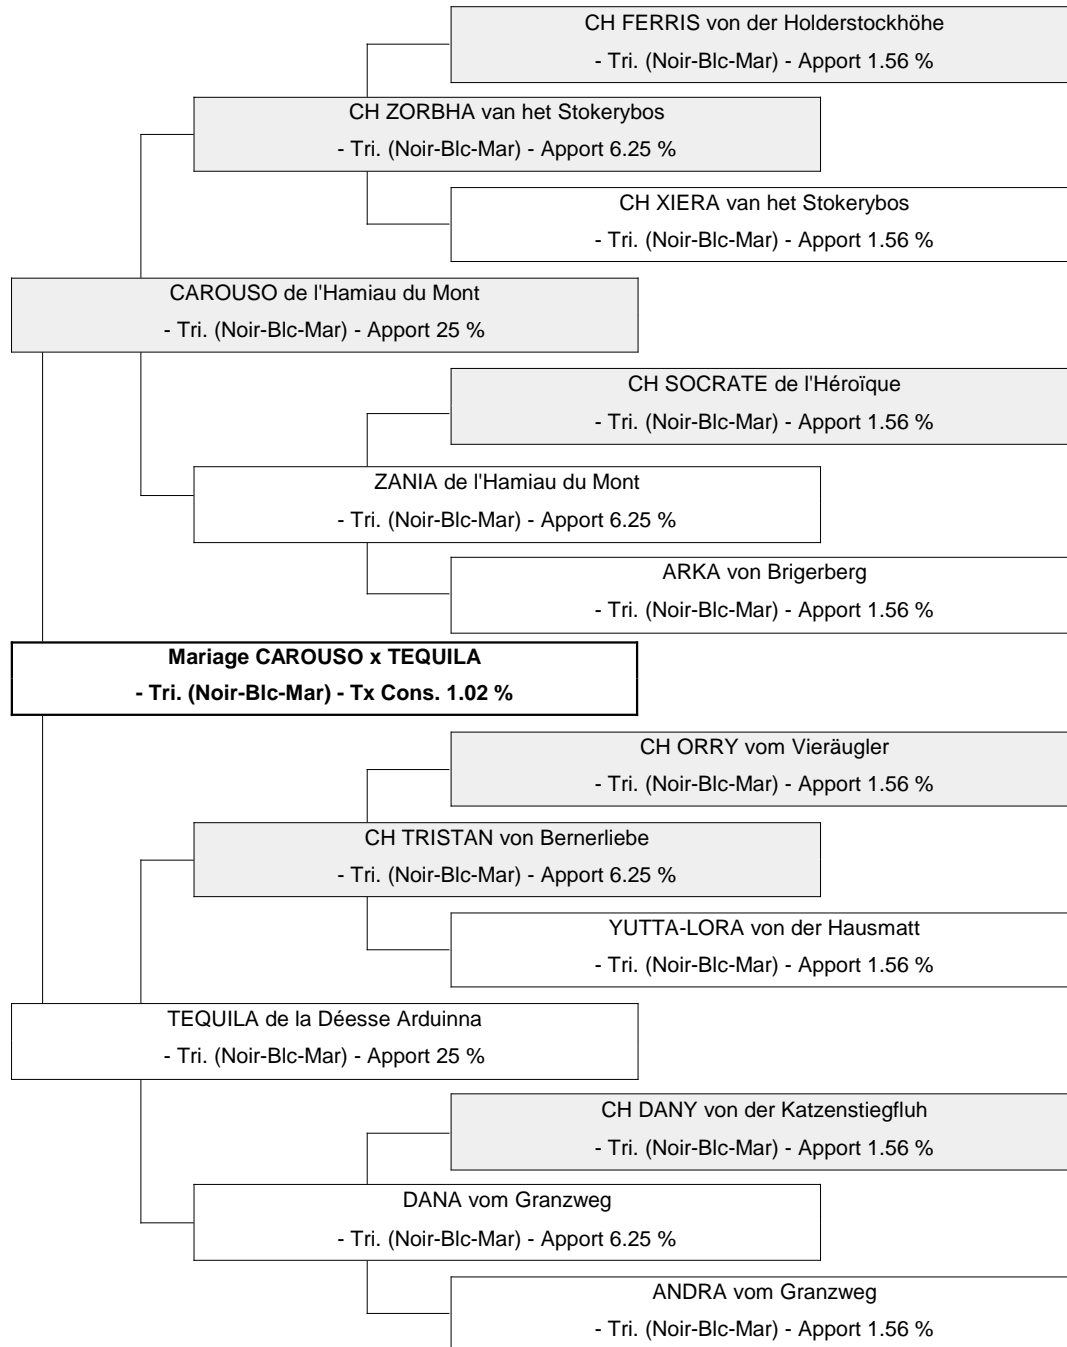 CH FERRIS von der Holderstockhöhe
- Tri. (Noir-Blc-Mar) - Apport 1.56 %
CH ZORBHA van het Stokerybos
- Tri. (Noir-Blc-Mar) - Apport 6.25 %
CH XIERA van het Stokerybos
- Tri. (Noir-Blc-Mar) - Apport 1.56 %
CAROUSO de l'Hamiau du Mont
- Tri. (Noir-Blc-Mar) - Apport 25 %
CH SOCRATE de l'Héroïque
- Tri. (Noir-Blc-Mar) - Apport 1.56 %
ZANIA de l'Hamiau du Mont
- Tri. (Noir-Blc-Mar) - Apport 6.25 %
ARKA von Brigerberg
- Tri. (Noir-Blc-Mar) - Apport 1.56 %
Mariage CAROUSO x TEQUILA
- Tri. (Noir-Blc-Mar) - Tx Cons. 1.02 %
CH ORRY vom Vieräugler
- Tri. (Noir-Blc-Mar) - Apport 1.56 %
CH TRISTAN von Bernerliebe
- Tri. (Noir-Blc-Mar) - Apport 6.25 %
YUTTA-LORA von der Hausmatt
- Tri. (Noir-Blc-Mar) - Apport 1.56 %
TEQUILA de la Déesse Arduinna
- Tri. (Noir-Blc-Mar) - Apport 25 %
CH DANY von der Katzenstiegfluh
- Tri. (Noir-Blc-Mar) - Apport 1.56 %
DANA vom Granzweg
- Tri. (Noir-Blc-Mar) - Apport 6.25 %
ANDRA vom Granzweg
- Tri. (Noir-Blc-Mar) - Apport 1.56 %